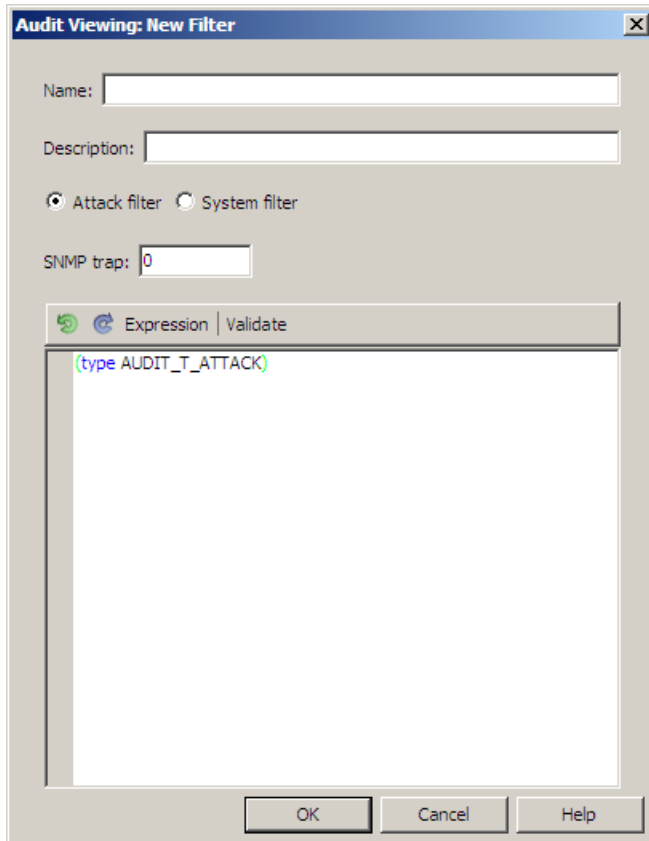 Audit Viewing: New Filter
Name:
Description:
Attack filter System filter
SNMP trap: 0
Expression Validate
(type AUDIT_T_ATTACK)
OK Cancel Help